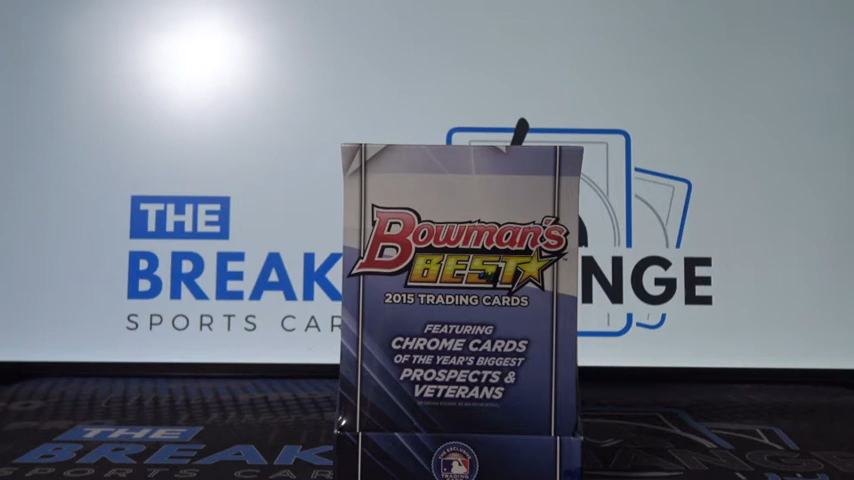 THE
BREAK
SPORTS CAR
NGE
Bowman's
BEST
2015 TRADING CARDS
FEATURING
CHROME CARDS
OF THE YEAR'S BIGGEST
PROSPECTS &
VETERANS
THE
BREAK
SPORTS CAR